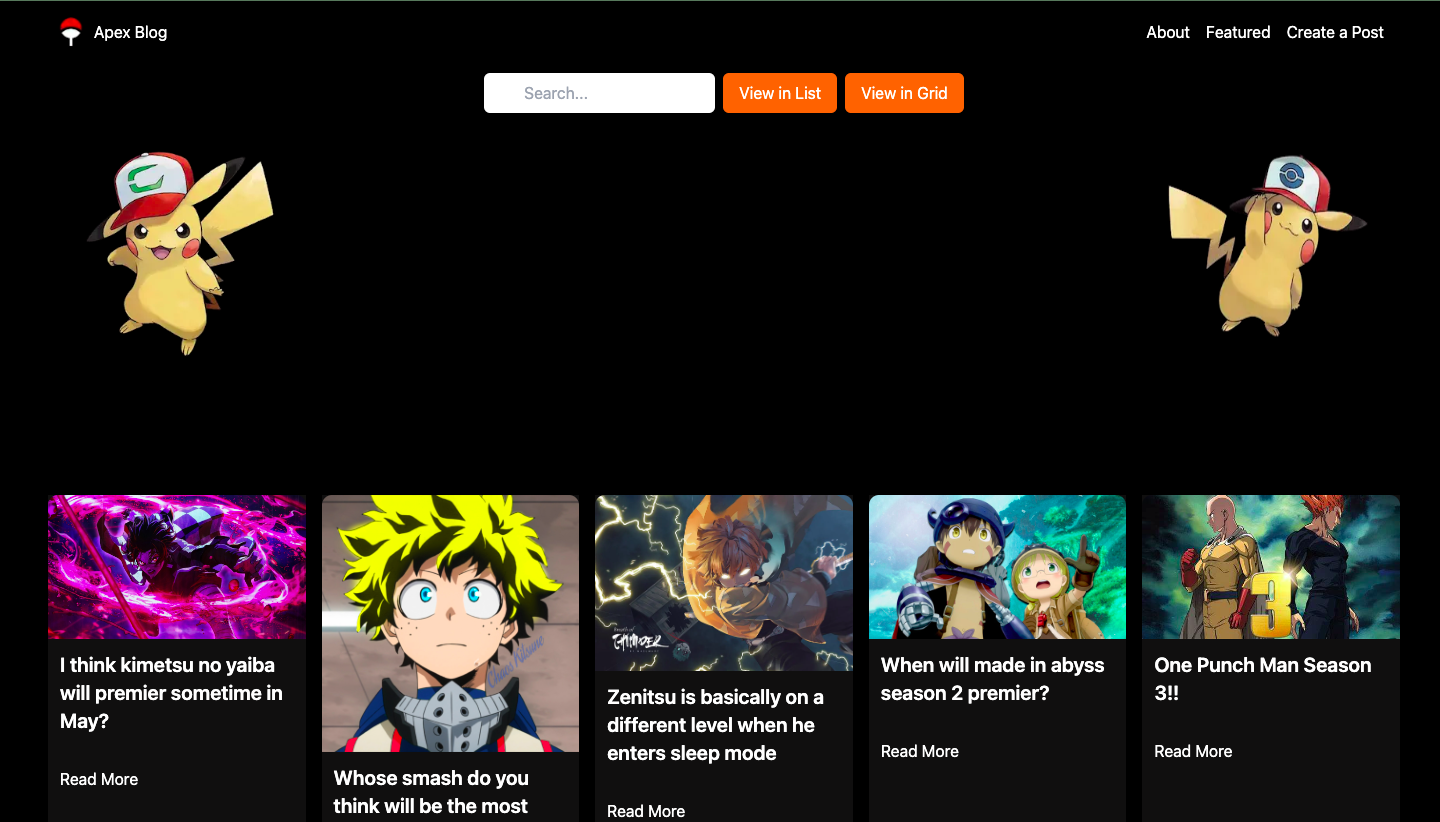 Apex Blog
About
Featured
Create a Post
Search...
View in List
View in Grid
Chaos Kitsune
3
I think kimetsu no yaiba
will premier sometime in
May?
Read More
Whose smash do you
think will be the most
Zenitsu is basically on a
different level when he
enters sleep mode
Read More
When will made in abyss
season 2 premier?
Read More
One Punch Man Season
3!!
Read More